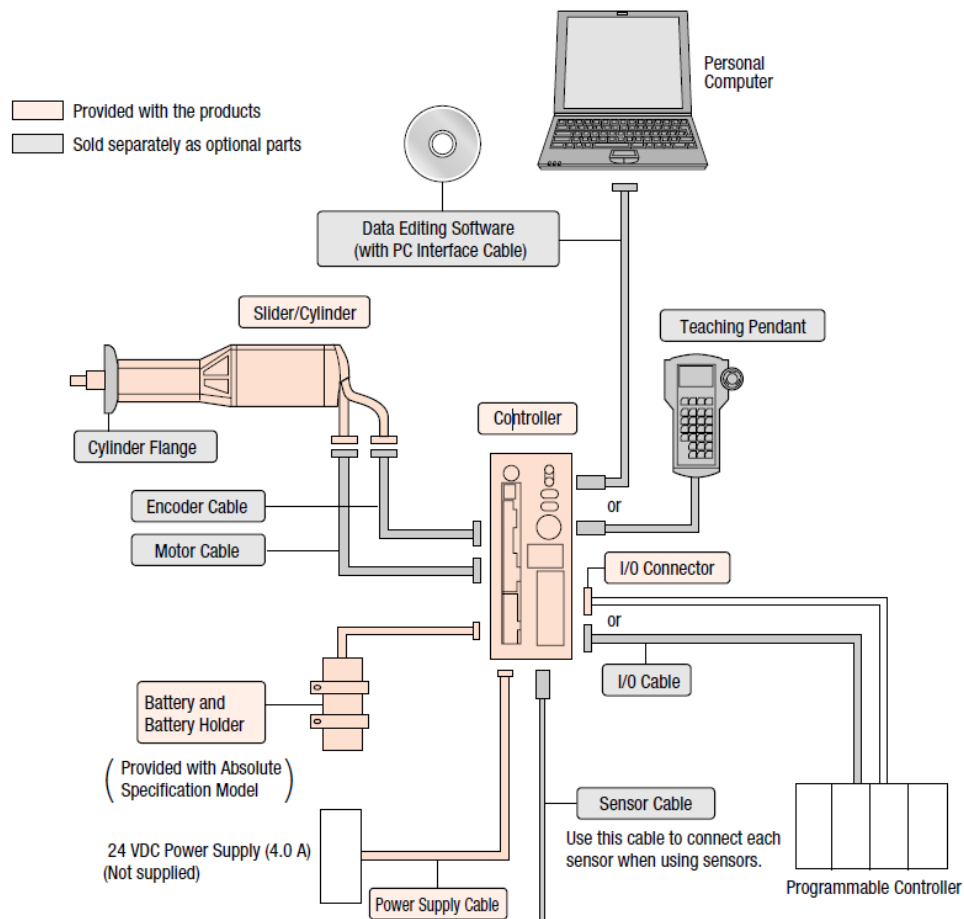 Personal
Computer
Provided with the products
Sold separately as optional parts
Data Editing Software
(with PC Interface Cable)
Slider/Cylinder
Teaching Pendant
Controller
Cylinder Flange
Encoder Cable
or
Motor Cable
I/O Connector
or
I/O Cable
Battery and
Battery Holder
(Provided with Absolute
Specification Model)
Sensor Cable
Use this cable to connect each
sensor when using sensors.
24 VDC Power Supply (4.0 A)
(Not supplied)
Power Supply Cable
Programmable Controller